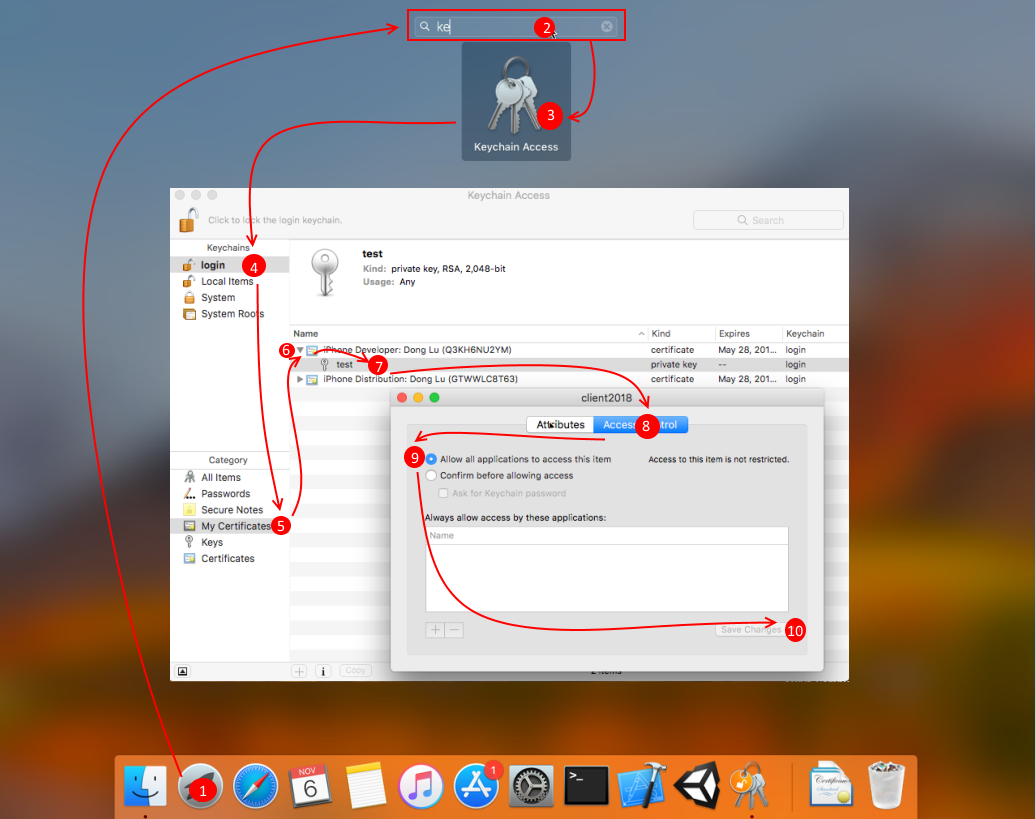 ke
2
3
Keychain Access
Keychain Access
Click to lock the login keychain.
Search
Keychains
login
4
Local Items
System
System Roots
test
Kind: private key, RSA, 2,048-bit
Usage: Any
Name Kind Expires Keychain
6 iPhone Developer: Dong Lu (Q3KH6NU2YM) certificate May 28, 201... login
test 7 private key -- login
iPhone Distribution: Dong Lu (GTWWLC8T63) certificate May 28, 201... login
client2018
Attributes
8
9
Allow all applications to access this item
Access to this item is not restricted.
Confirm before allowing access
Ask for Keychain password
Always allow access by these applications:
Name
+ −
Save Changes
10
Category
All Items
Passwords
Secure Notes
My Certificates
5
Keys
Certificates
+ i Copy
1
NOV
6
1
>_